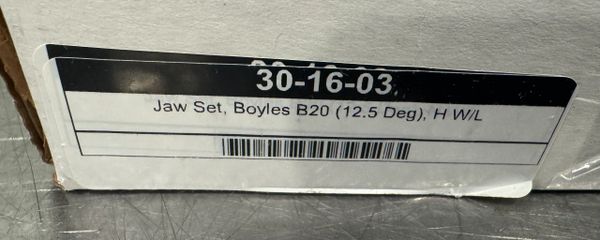 30-16-03
Jaw Set, Boyles B20 (12.5 Deg), H W/L